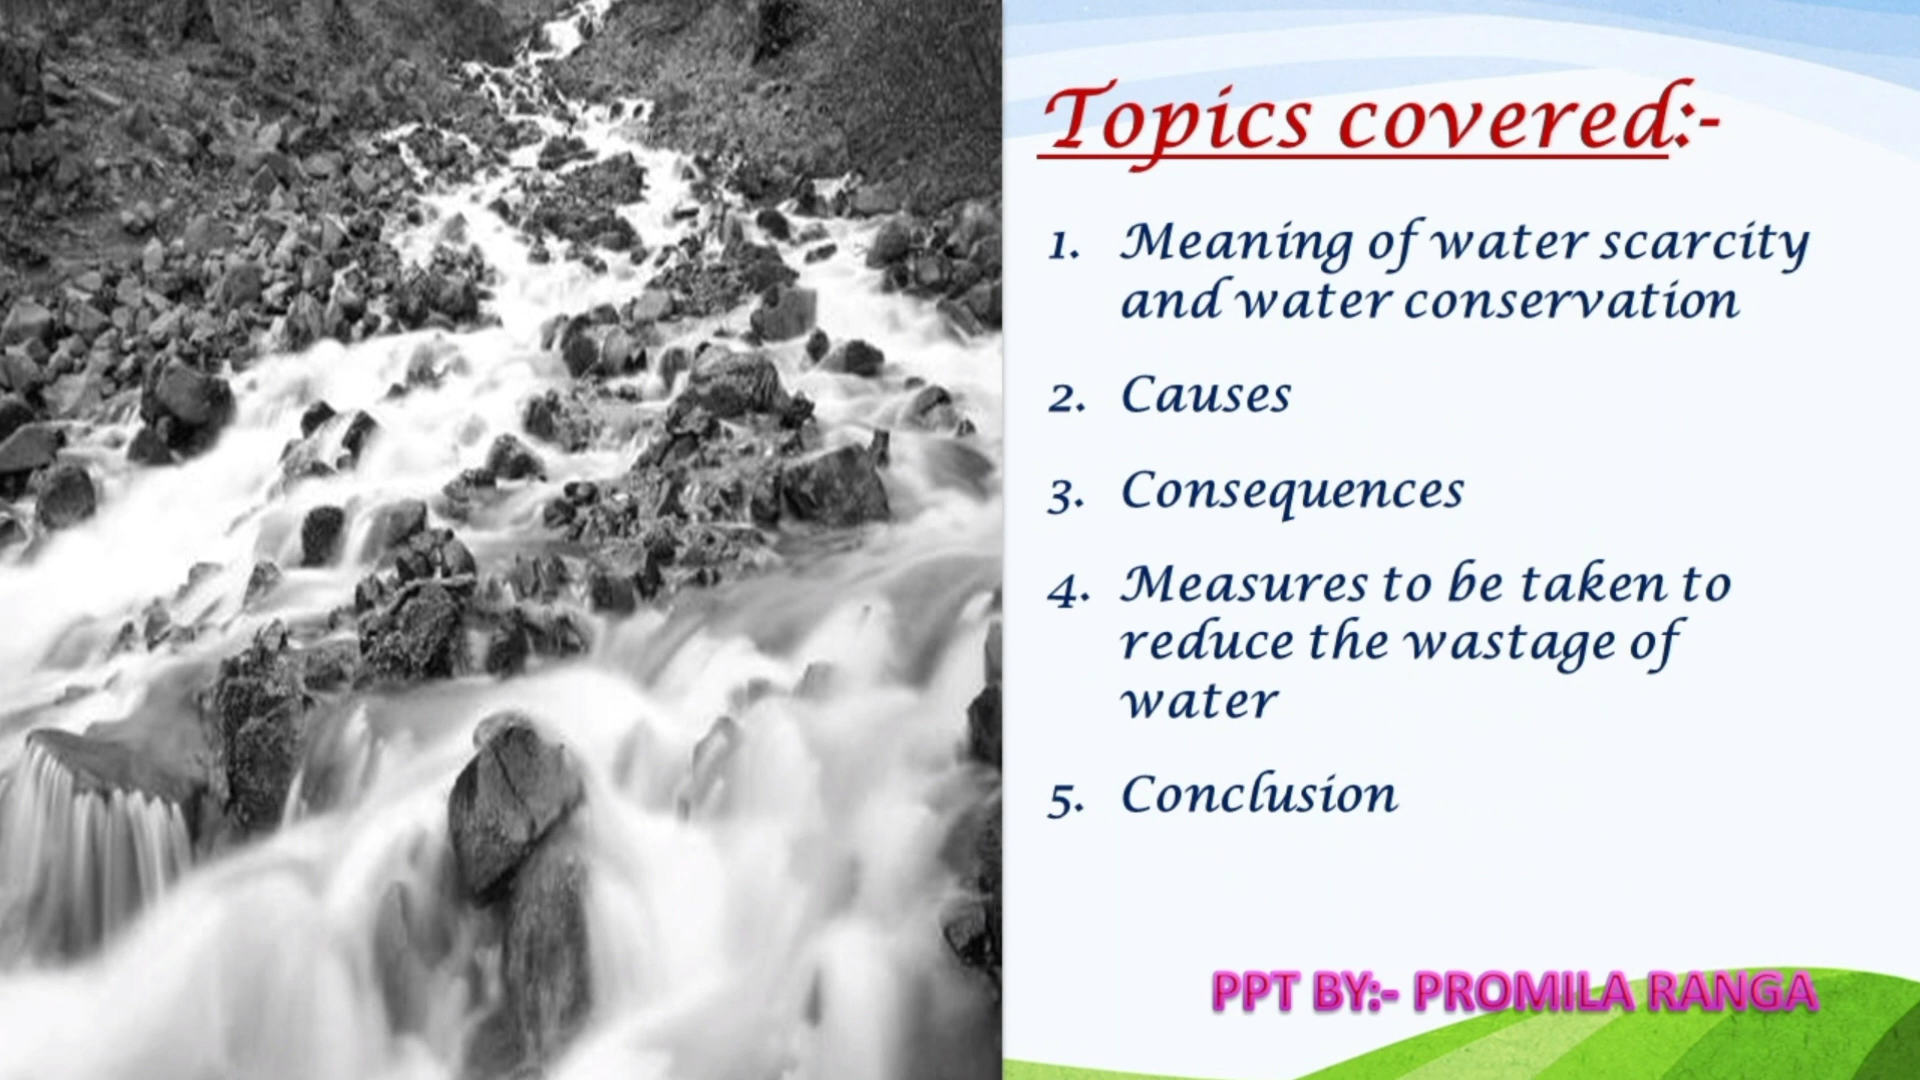 Topics covered:-
1. Meaning of water scarcity
and water conservation
2. Causes
3. Consequences
4. Measures to be taken to
reduce the wastage of
water
5. Conclusion
PPT BY:- PROMILA RANGA